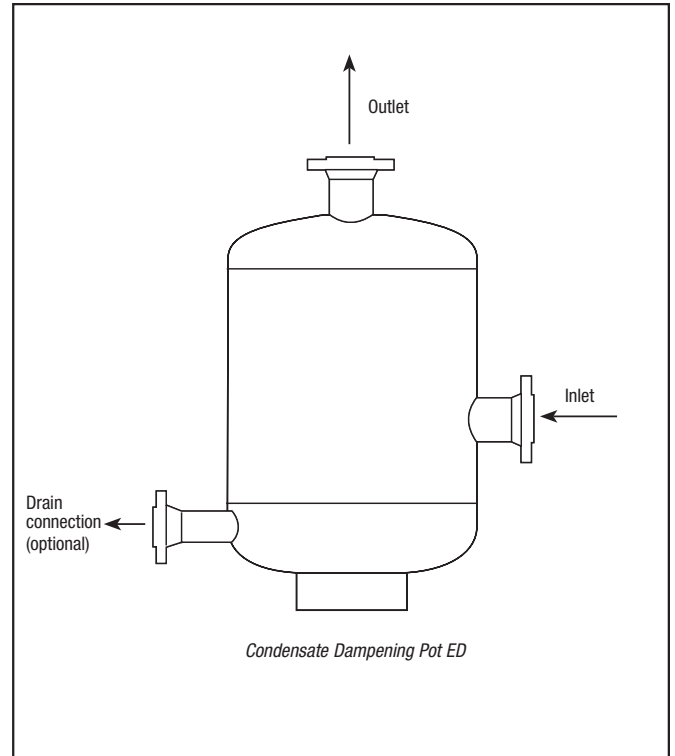 Outlet
Inlet
Drain
connection
(optional)
Condensate Dampening Pot ED